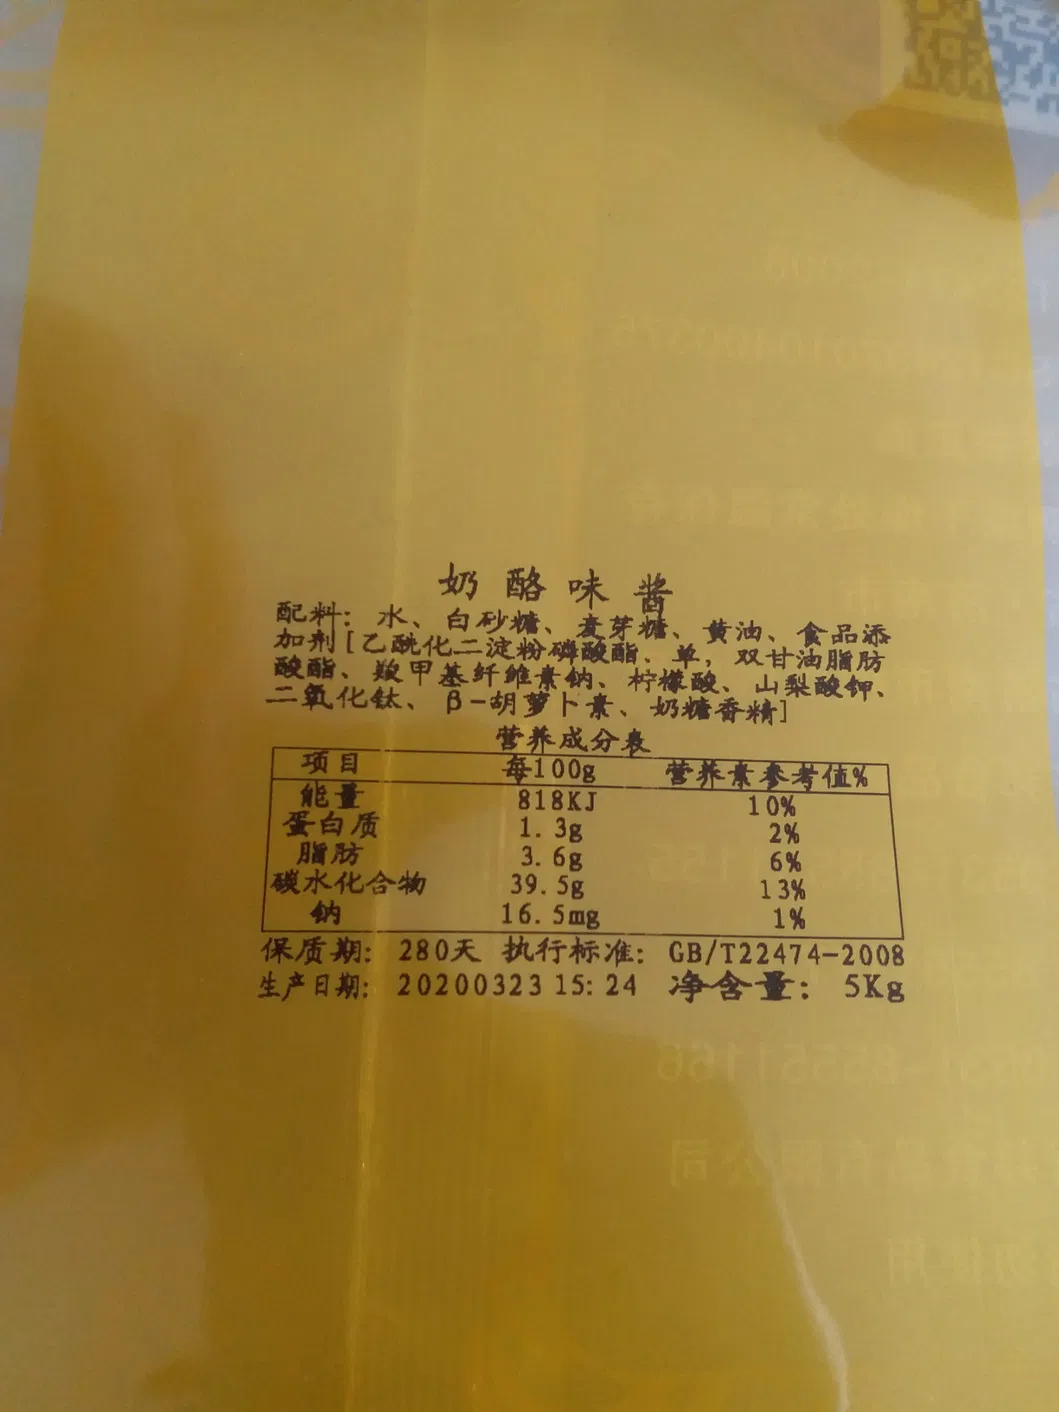 奶酪味酱
配料: 水、白砂糖、麦芽糖、黄油、食品添
加剂[乙酰化二淀粉磷酸酯、单，双甘油脂肪
酸酯、羧甲基纤维素钠、柠檬酸、山梨酸钾、
二氧化钛、β-胡萝卜素、奶糖香精]
营养成分表
项目 每100g 营养素参考值%
能量 818KJ 10%
蛋白质 1.3g 2%
脂肪 3.6g 6%
碳水化合物 39.5g 13%
钠 16.5mg 1%
保质期: 280天 执行标准: GB/T22474-2008
生产日期: 20200323 15:24 净含量: 5Kg